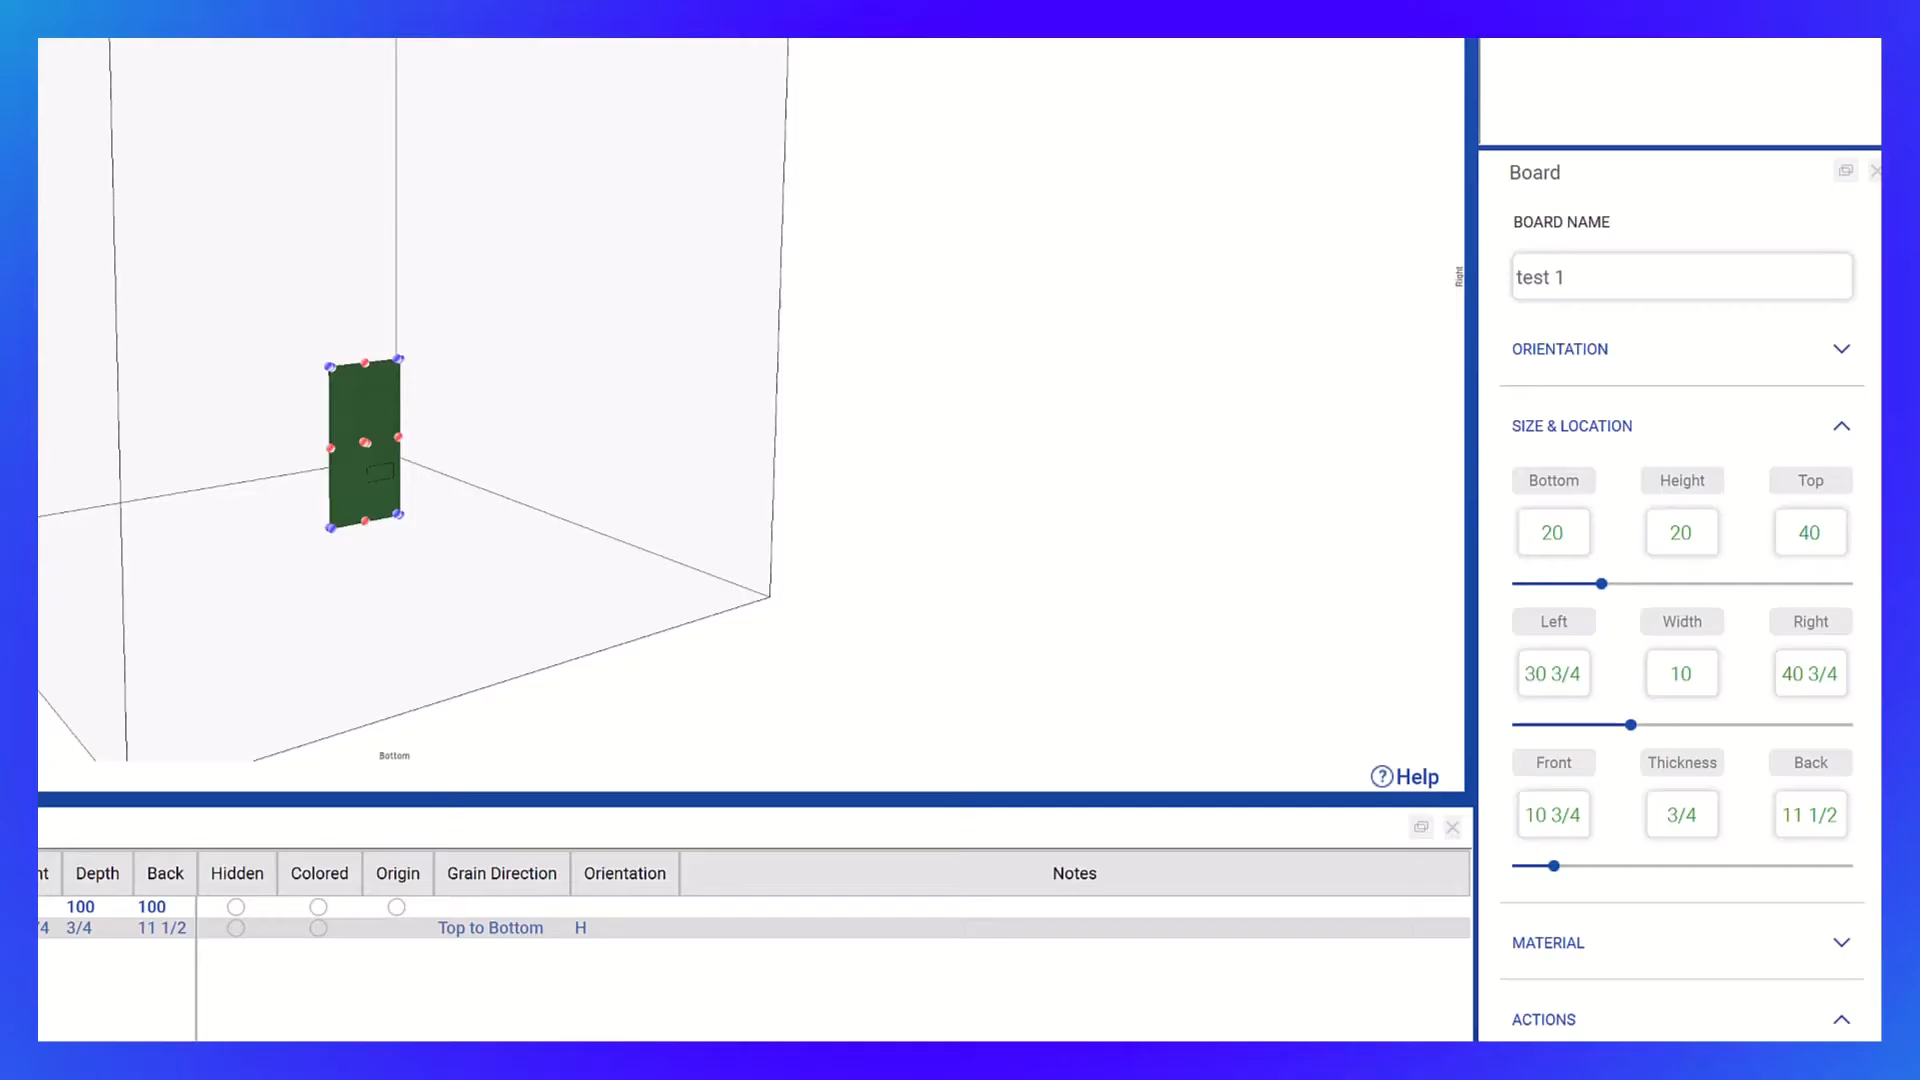 Board
BOARD NAME
test 1
ORIENTATION
SIZE & LOCATION
Bottom Height Top
20 20 40
Left Width Right
30 3/4 10 40 3/4
Front Thickness Back
10 3/4 3/4 11 1/2
MATERIAL
ACTIONS
Right
Bottom
?Help
nt Depth Back Hidden Colored Origin Grain Direction Orientation Notes
100 100
/4 3/4 11 1/2 Top to Bottom H